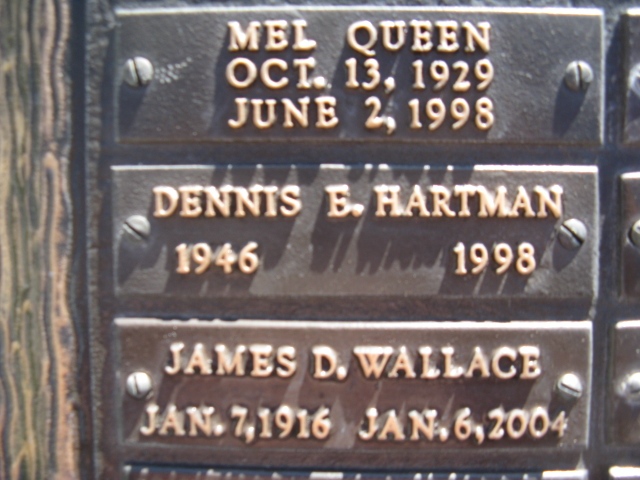 MEL QUEEN
OCT. 13, 1929
JUNE 2, 1998
DENNIS E. HARTMAN
1946 1998
JAMES D. WALLACE
JAN. 7, 1916 JAN. 6, 2004